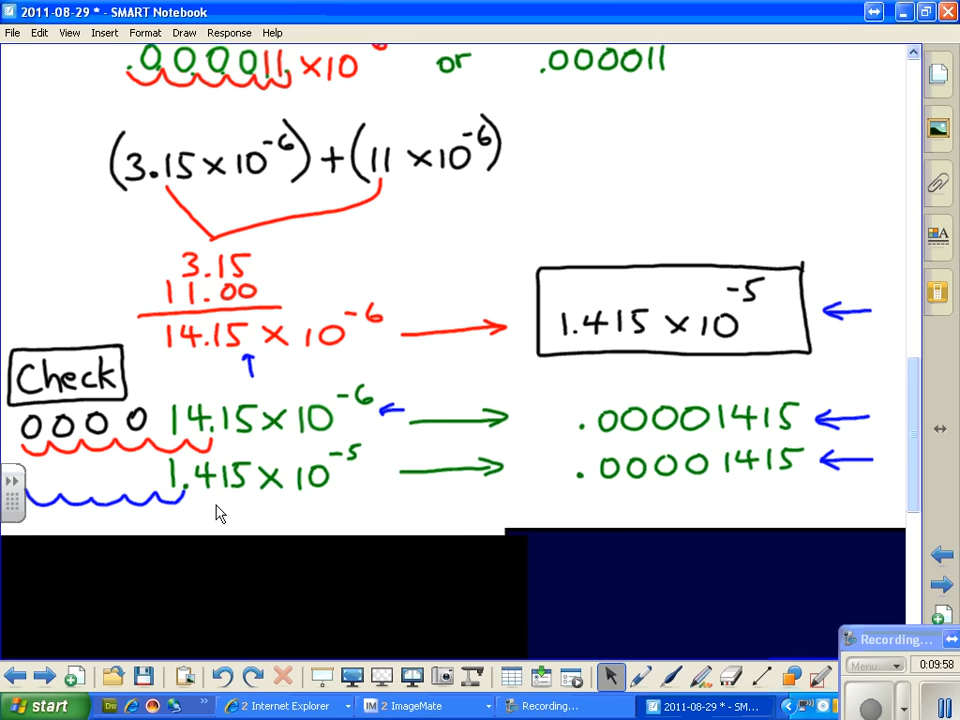 2011-08-29 * - SMART Notebook
File Edit View Insert Format Draw Response Help
.000011 ×10 or .000011
(3.15 × 10⁻⁶) + (11 × 10⁻⁶)
3.15
11.00
14.15 × 10⁻⁶ → 1.415 × 10⁻⁵ ←
↑
Check
0000 14.15 × 10⁻⁶ ← → .00001415 ←
1.415 × 10⁻⁵ → .00001415 ←
Recording...
Menu 0:09:58
start 2 Internet Explorer 2 ImageMate Recording... 2011-08-29 * - SM...